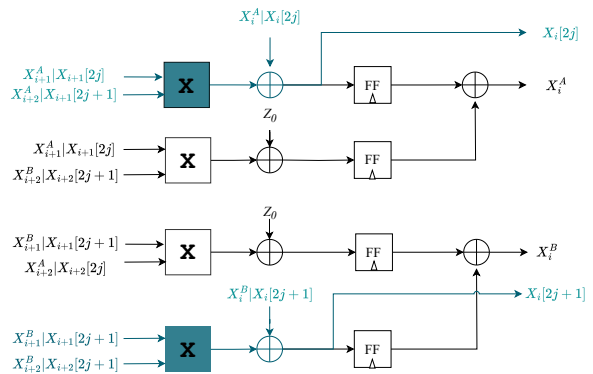 X_i^A|X_i[2j]
X_i[2j]
X_{i+1}^A|X_{i+1}[2j]
X_{i+2}^A|X_{i+1}[2j+1]
X
FF
X_i^A
Z_0
X_{i+1}^A|X_{i+1}[2j]
X_{i+2}^B|X_{i+2}[2j+1]
X
FF
Z_0
X_{i+1}^B|X_{i+1}[2j+1]
X_{i+2}^A|X_{i+2}[2j]
X
FF
X_i^B
X_i^B|X_i[2j+1]
X_i[2j+1]
X_{i+1}^B|X_{i+1}[2j+1]
X_{i+2}^B|X_{i+2}[2j+1]
X
FF